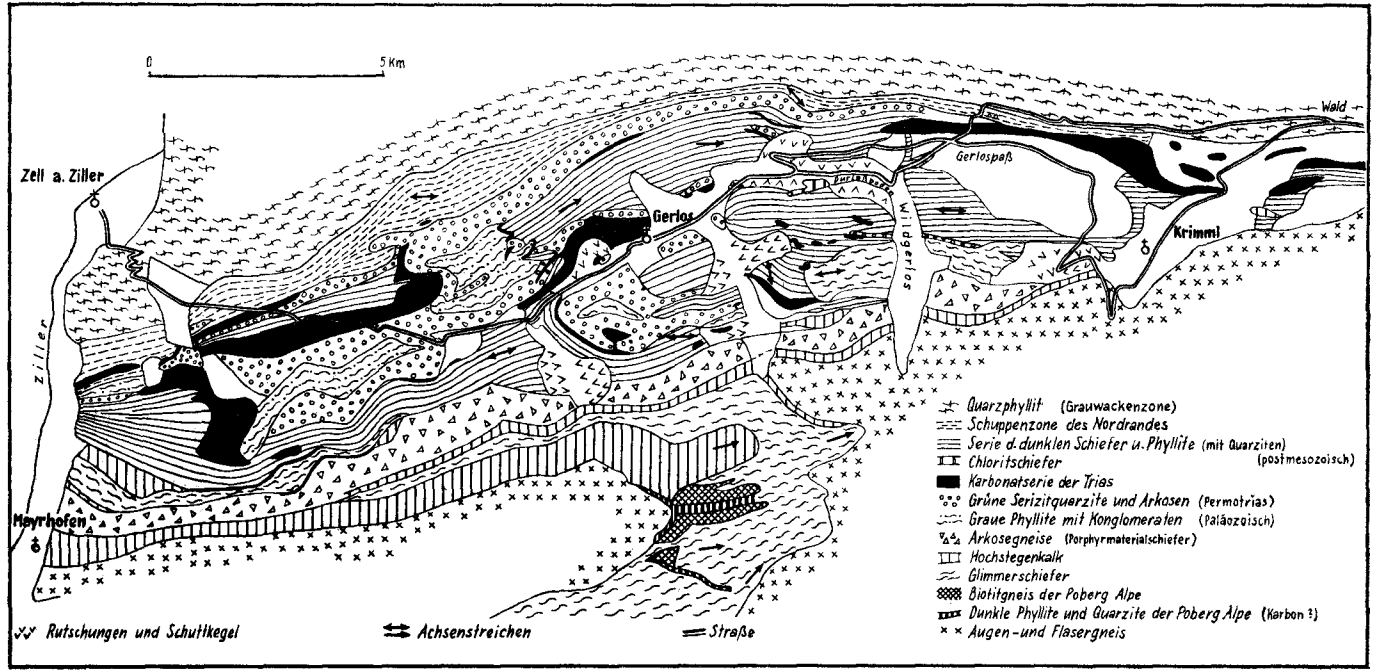 0 5 Km
Wald
Zell a. Ziller
Gerlospaß
Durlaßboden
Gerlos
Wildgerlos
Krimml
Ziller
Mayrhofen
Quarzphyllit (Grauwackenzone)
Schuppenzone des Nordrandes
Serie d. dunklen Schiefer u. Phyllite (mit Quarziten)
Chloritschiefer (postmesozoisch)
Karbonatserie der Trias
Grüne Serizitquarzite und Arkosen (Permotrias)
Graue Phyllite mit Konglomeraten (Paläozoisch)
Arkosegneise (Porphyrmaterialschiefer)
Hochstegenkalk
Glimmerschiefer
Biotitgneis der Poberg Alpe
Dunkle Phyllite und Quarzite der Poberg Alpe (Karbon?)
Augen- und Flasergneis
Rutschungen und Schuttkegel Achsenstreichen Straße